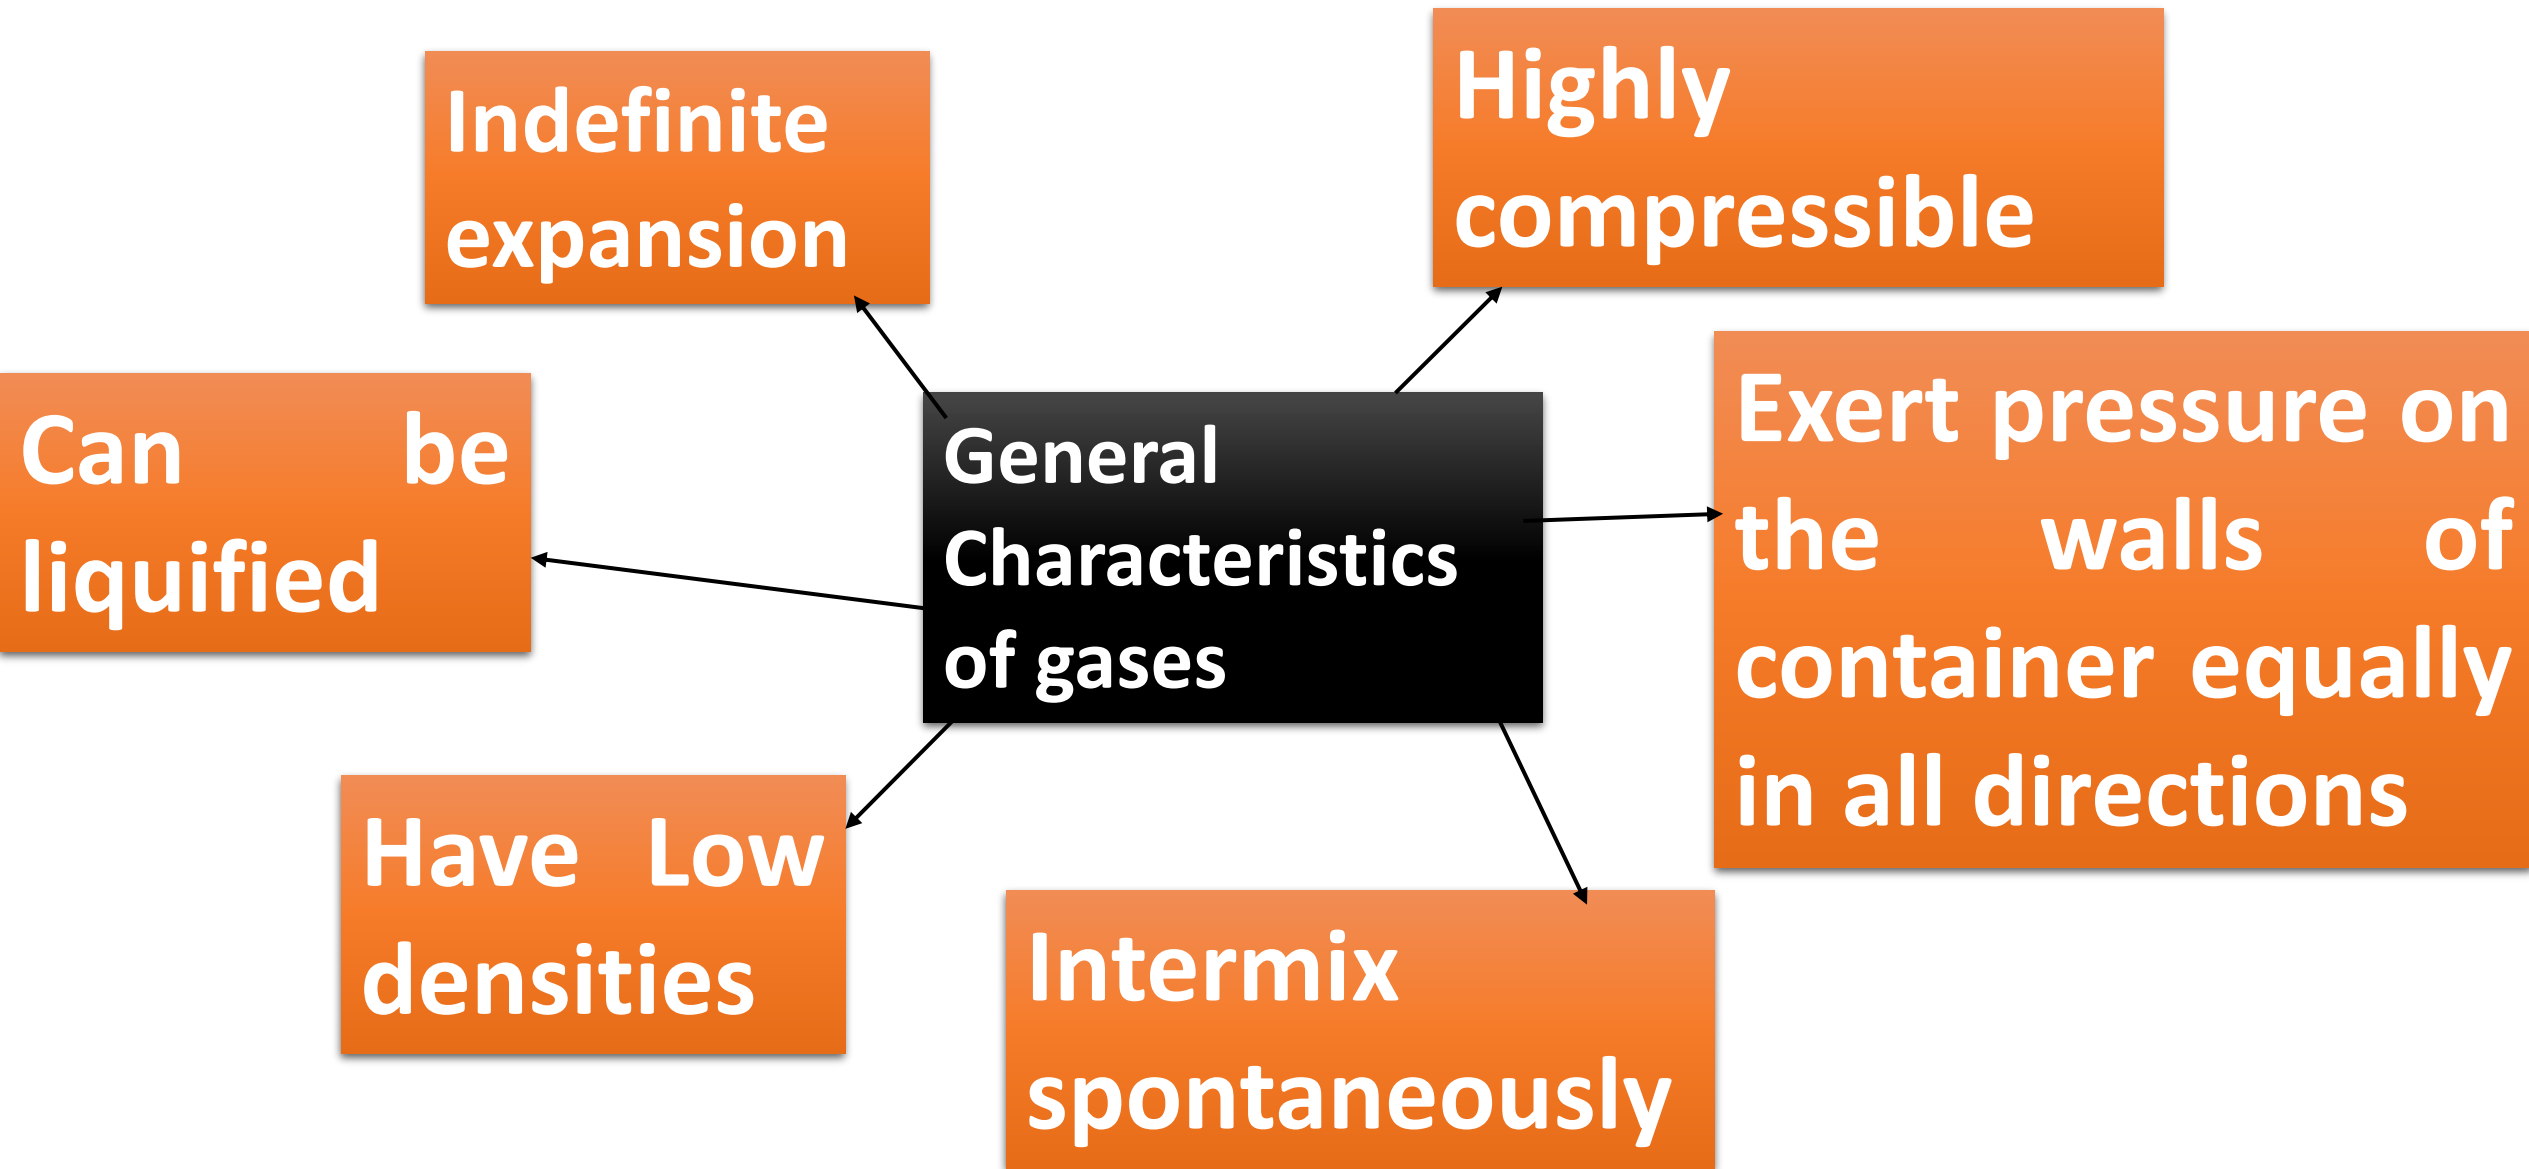 Indefinite
expansion
Highly
compressible
Can be
liquified
General
Characteristics
of gases
Exert pressure on
the walls of
container equally
in all directions
Have Low
densities
Intermix
spontaneously